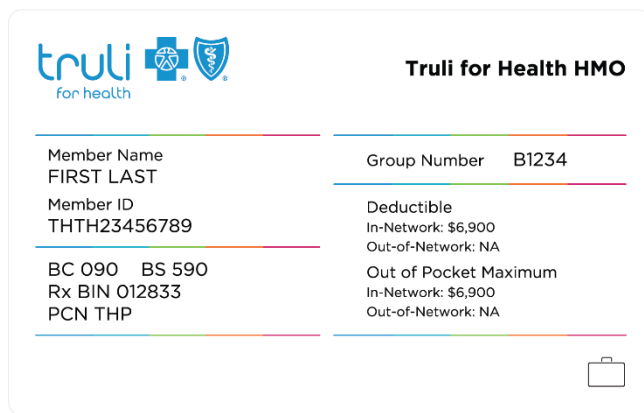 truli
for health
Truli for Health HMO
Member Name
FIRST LAST
Member ID
THTH23456789
BC 090 BS 590
Rx BIN 012833
PCN THP
Group Number B1234
Deductible
In-Network: $6,900
Out-of-Network: NA
Out of Pocket Maximum
In-Network: $6,900
Out-of-Network: NA